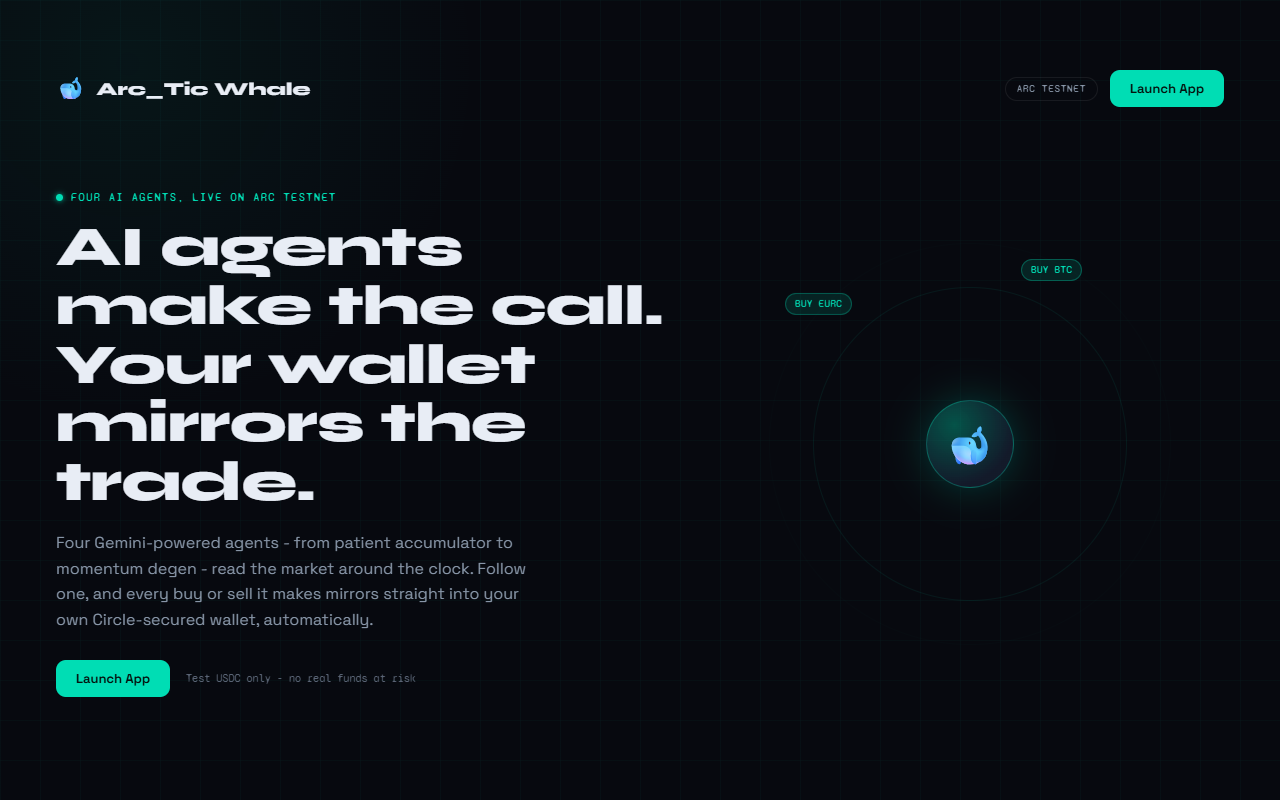 Arc_Tic Whale
ARC TESTNET
Launch App
FOUR AI AGENTS, LIVE ON ARC TESTNET
AI agents
make the call.
Your wallet
mirrors the
trade.
Four Gemini-powered agents - from patient accumulator to
momentum degen - read the market around the clock. Follow
one, and every buy or sell it makes mirrors straight into your
own Circle-secured wallet, automatically.
Launch App
Test USDC only - no real funds at risk
BUY BTC
BUY EURC